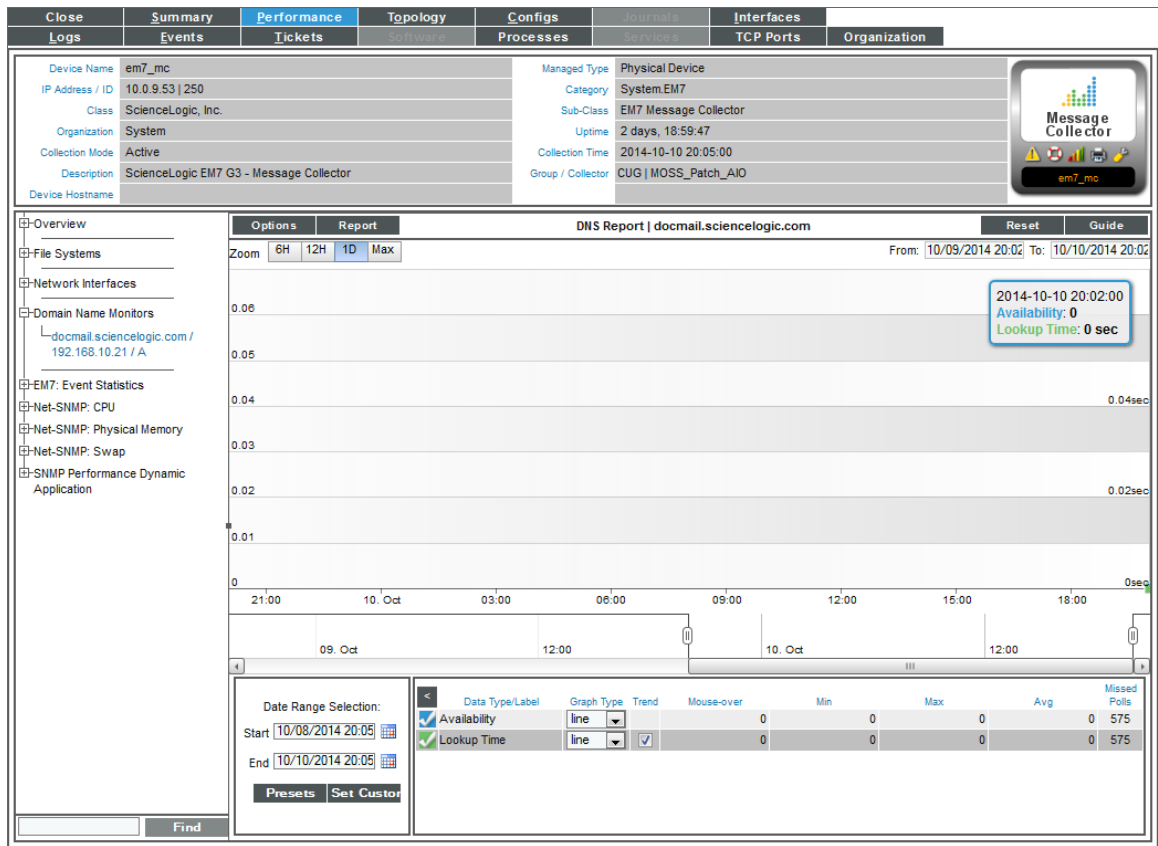 Close Summary Performance Topology Configs Journals Interfaces
Logs Events Tickets Software Processes Services TCP Ports Organization
Device Name em7_mc Managed Type Physical Device
IP Address / ID 10.0.9.53 | 250 Category System.EM7
Class ScienceLogic, Inc. Sub-Class EM7 Message Collector
Organization System Uptime 2 days, 18:59:47
Collection Mode Active Collection Time 2014-10-10 20:05:00
Description ScienceLogic EM7 G3 - Message Collector Group / Collector CUG | MOSS_Patch_AIO
Device Hostname
Message
Collector
em7_mc
Overview
File Systems
Network Interfaces
Domain Name Monitors
docmail.sciencelogic.com /
192.168.10.21 / A
EM7: Event Statistics
Net-SNMP: CPU
Net-SNMP: Physical Memory
Net-SNMP: Swap
SNMP Performance Dynamic
Application
Find
Options Report DNS Report | docmail.sciencelogic.com Reset Guide
Zoom 6H 12H 1D Max From: 10/09/2014 20:02 To: 10/10/2014 20:02
2014-10-10 20:02:00
Availability: 0
Lookup Time: 0 sec
0.06
0.05
0.04 0.04sec
0.03
0.02 0.02sec
0.01
0 0sec
21:00 10. Oct 03:00 06:00 09:00 12:00 15:00 18:00
09. Oct 12:00 10. Oct 12:00
Date Range Selection:
Start 10/08/2014 20:05
End 10/10/2014 20:05
Presets Set Custor
< Data Type/Label Graph Type Trend Mouse-over Min Max Avg Missed Polls
Availability line 0 0 0 0 575
Lookup Time line 0 0 0 0 575